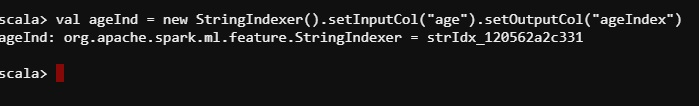 scala> val ageInd = new StringIndexer().setInputCol("age").setOutputCol("ageIndex")
ageInd: org.apache.spark.ml.feature.StringIndexer = strIdx_120562a2c331
scala>